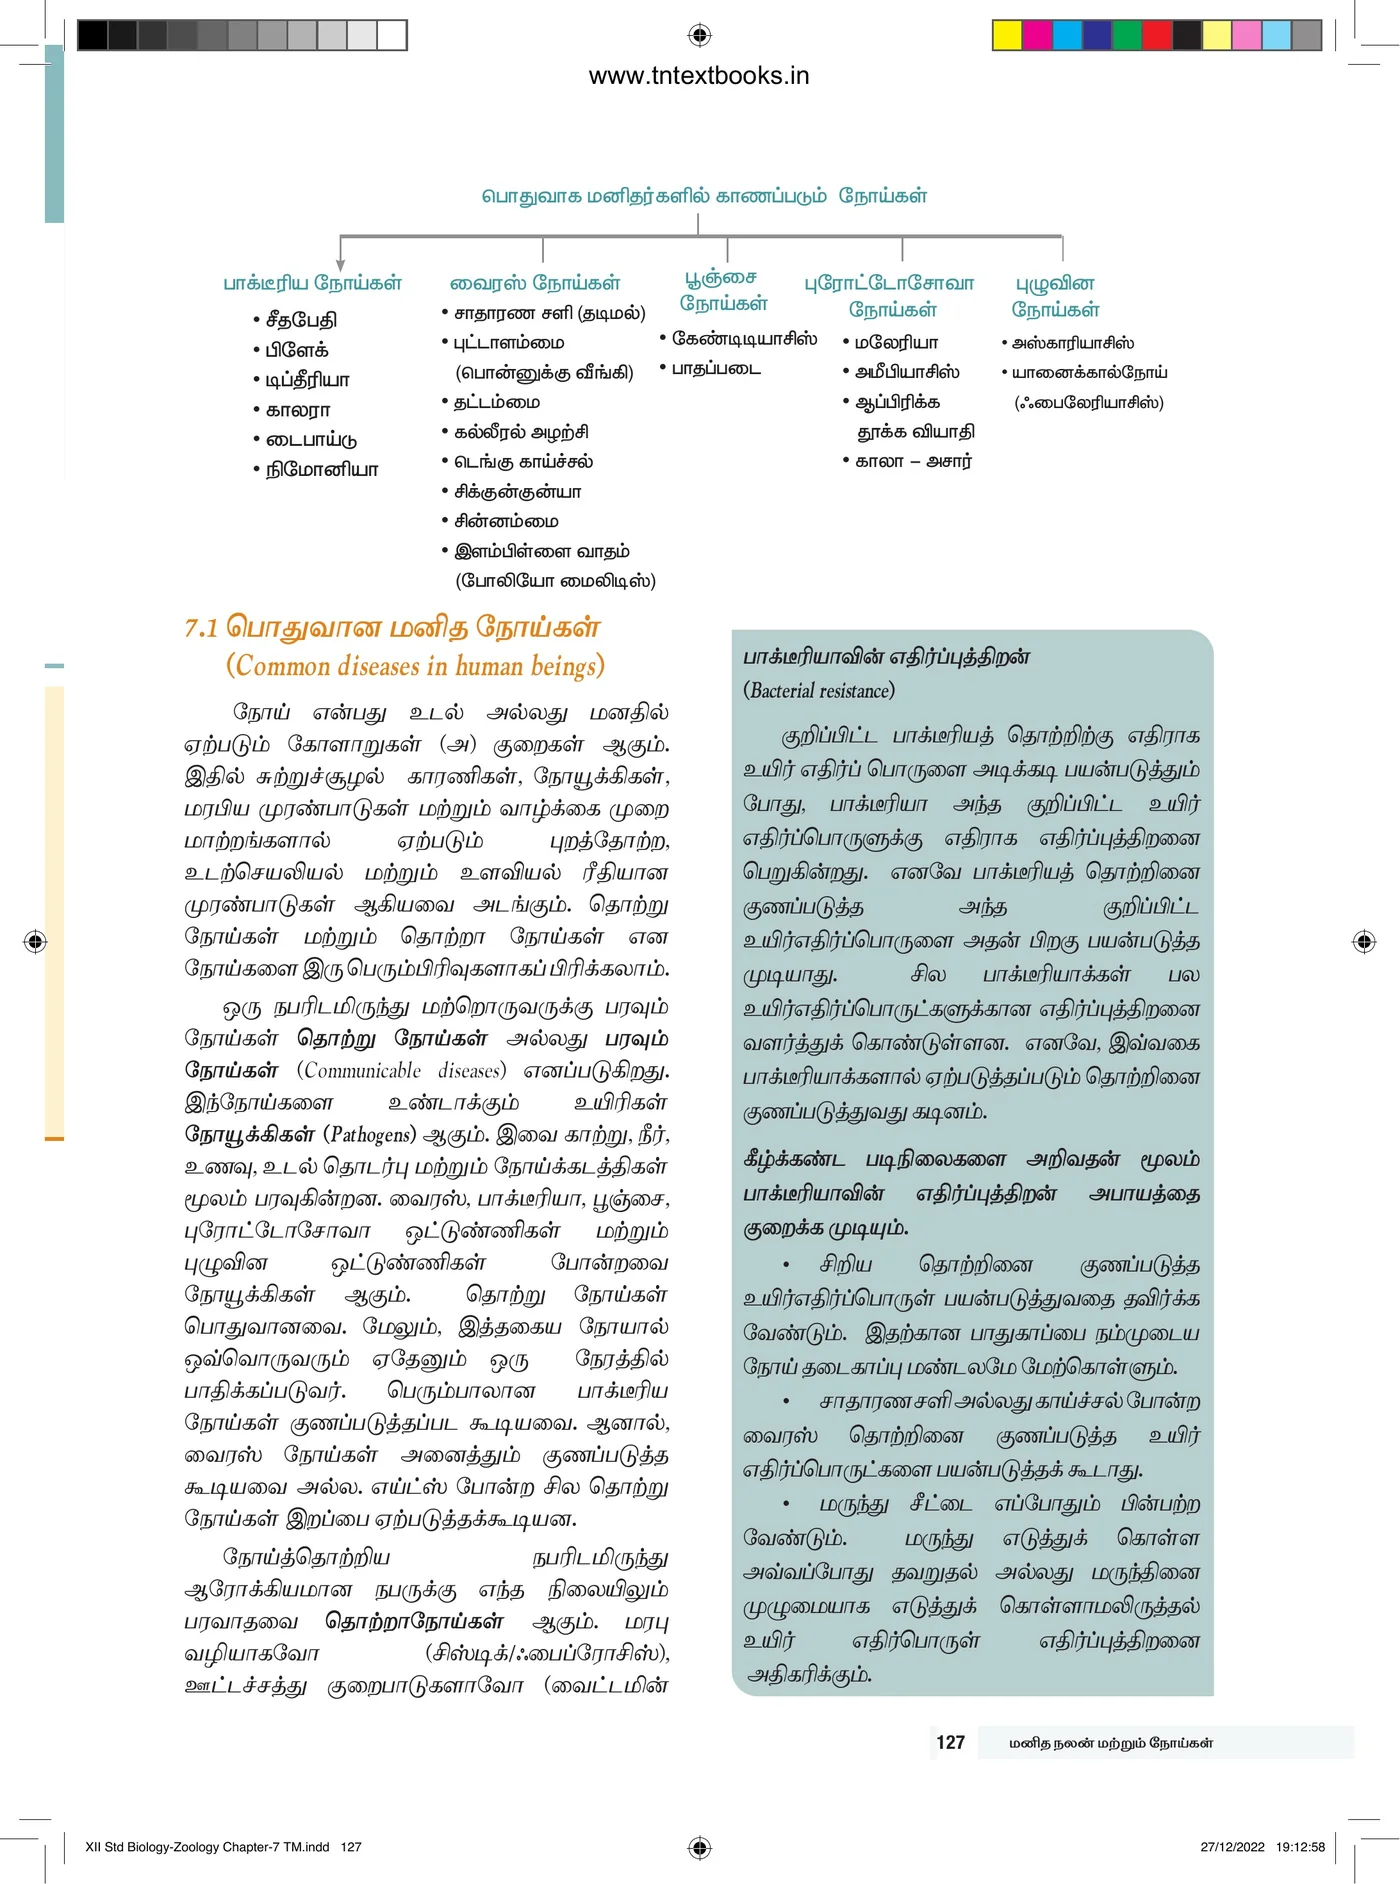 www.tntextbooks.in
பொதுவாக மனிதர்களில் காணப்படும் நோய்கள்
பாக்டீரிய நோய்கள்
• சீதபேதி
• பிளேக்
• டிப்தீரியா
• காலரா
• டைபாய்டு
• நிமோனியா
வைரஸ் நோய்கள்
• சாதாரண சளி (தடிமல்)
• புட்டாளம்மை
(பொன்னுக்கு வீங்கி)
• தட்டம்மை
• கல்லீரல் அழற்சி
• டெங்கு காய்ச்சல்
• சிக்குன்குன்யா
• சின்னம்மை
• இளம்பிள்ளை வாதம்
(போலியோ மைலிடிஸ்)
பூஞ்சை
நோய்கள்
• கேண்டிடியாசிஸ்
• பாதப்படை
புரோட்டோசோவா
நோய்கள்
• மலேரியா
• அமீபியாசிஸ்
• ஆப்பிரிக்க
தூக்க வியாதி
• காலா – அசார்
புழுவின
நோய்கள்
• அஸ்காரியாசிஸ்
• யானைக்கால்நோய்
(ஃபைலேரியாசிஸ்)
7.1 பொதுவான மனித நோய்கள்
(Common diseases in human beings)
நோய் என்பது உடல் அல்லது மனதில்
ஏற்படும் கோளாறுகள் (அ) குறைகள் ஆகும்.
இதில் சுற்றுச்சூழல் காரணிகள், நோயூக்கிகள்,
மரபிய முரண்பாடுகள் மற்றும் வாழ்க்கை முறை
மாற்றங்களால் ஏற்படும் புறத்தோற்ற,
உடற்செயலியல் மற்றும் உளவியல் ரீதியான
முரண்பாடுகள் ஆகியவை அடங்கும். தொற்று
நோய்கள் மற்றும் தொற்றா நோய்கள் என
நோய்களை இரு பெரும்பிரிவுகளாகப் பிரிக்கலாம்.
ஒரு நபரிடமிருந்து மற்றொருவருக்கு பரவும்
நோய்கள் தொற்று நோய்கள் அல்லது பரவும்
நோய்கள் (Communicable diseases) எனப்படுகிறது.
இந்நோய்களை உண்டாக்கும் உயிரிகள்
நோயூக்கிகள் (Pathogens) ஆகும். இவை காற்று, நீர்,
உணவு, உடல் தொடர்பு மற்றும் நோய்க்கடத்திகள்
மூலம் பரவுகின்றன. வைரஸ், பாக்டீரியா, பூஞ்சை,
புரோட்டோசோவா ஒட்டுண்ணிகள் மற்றும்
புழுவின ஒட்டுண்ணிகள் போன்றவை
நோயூக்கிகள் ஆகும். தொற்று நோய்கள்
பொதுவானவை. மேலும், இத்தகைய நோயால்
ஒவ்வொருவரும் ஏதேனும் ஒரு நேரத்தில்
பாதிக்கப்படுவர். பெரும்பாலான பாக்டீரிய
நோய்கள் குணப்படுத்தப்பட கூடியவை. ஆனால்,
வைரஸ் நோய்கள் அனைத்தும் குணப்படுத்த
கூடியவை அல்ல. எய்ட்ஸ் போன்ற சில தொற்று
நோய்கள் இறப்பை ஏற்படுத்தக்கூடியன.
நோய்த்தொற்றிய நபரிடமிருந்து
ஆரோக்கியமான நபருக்கு எந்த நிலையிலும்
பரவாதவை தொற்றாநோய்கள் ஆகும். மரபு
வழியாகவோ (சிஸ்டிக்/ஃபைப்ரோசிஸ்),
ஊட்டச்சத்து குறைபாடுகளாவோ (வைட்டமின்
பாக்டீரியாவின் எதிர்ப்புத்திறன்
(Bacterial resistance)
குறிப்பிட்ட பாக்டீரியத் தொற்றிற்கு எதிராக
உயிர் எதிர்ப் பொருளை அடிக்கடி பயன்படுத்தும்
போது, பாக்டீரியா அந்த குறிப்பிட்ட உயிர்
எதிர்ப்பொருளுக்கு எதிராக எதிர்ப்புத்திறனை
பெறுகின்றது. எனவே பாக்டீரியத் தொற்றினை
குணப்படுத்த அந்த குறிப்பிட்ட
உயிர்எதிர்ப்பொருளை அதன் பிறகு பயன்படுத்த
முடியாது. சில பாக்டீரியாக்கள் பல
உயிர்எதிர்ப்பொருட்களுக்கான எதிர்ப்புத்திறனை
வளர்த்துக் கொண்டுள்ளன. எனவே, இவ்வகை
பாக்டீரியாக்களால் ஏற்படுத்தப்படும் தொற்றினை
குணப்படுத்துவது கடினம்.
கீழ்க்கண்ட படிநிலைகளை அறிவதன் மூலம்
பாக்டீரியாவின் எதிர்ப்புத்திறன் அபாயத்தை
குறைக்க முடியும்.
• சிறிய தொற்றினை குணப்படுத்த
உயிர்எதிர்ப்பொருள் பயன்படுத்துவதை தவிர்க்க
வேண்டும். இதற்கான பாதுகாப்பை நம்முடைய
நோய் தடைகாப்பு மண்டலமே மேற்கொள்ளும்.
• சாதாரண சளி அல்லது காய்ச்சல் போன்ற
வைரஸ் தொற்றினை குணப்படுத்த உயிர்
எதிர்ப்பொருட்களை பயன்படுத்தக் கூடாது.
• மருந்து சீட்டை எப்போதும் பின்பற்ற
வேண்டும். மருந்து எடுத்துக் கொள்ள
அவ்வப்போது தவறுதல் அல்லது மருந்தினை
முழுமையாக எடுத்துக் கொள்ளாமலிருத்தல்
உயிர் எதிர்பொருள் எதிர்ப்புத்திறனை
அதிகரிக்கும்.
127 மனித நலன் மற்றும் நோய்கள்
XII Std Biology-Zoology Chapter-7 TM.indd 127
27/12/2022 19:12:58